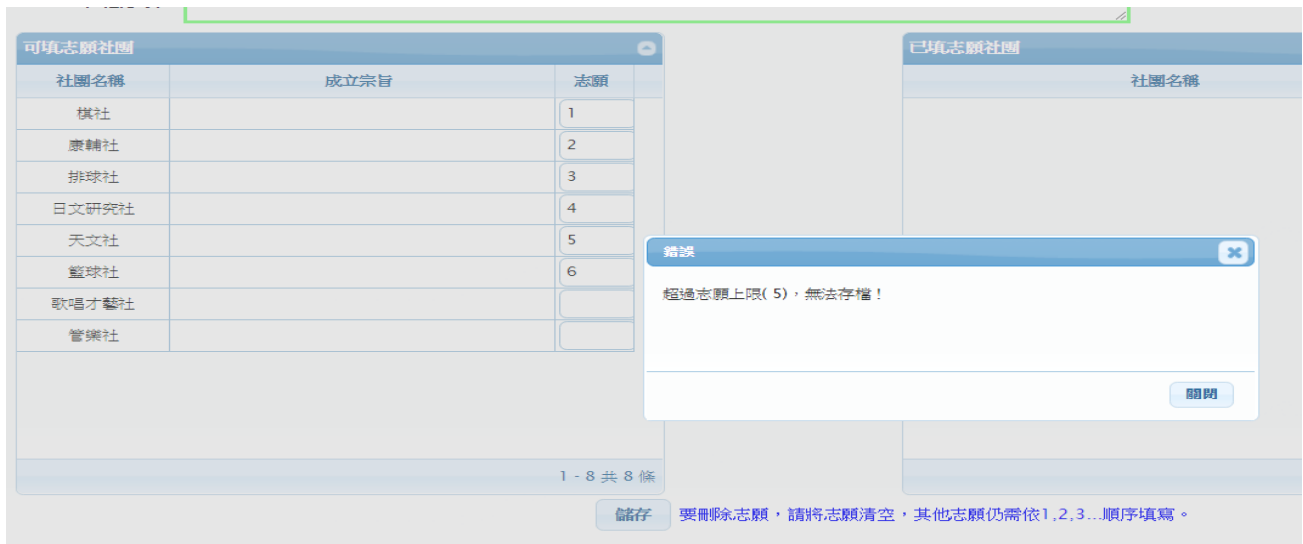 可填志願社團
已填志願社團
社團名稱 成立宗旨 志願
社團名稱
棋社 1
康輔社 2
排球社 3
日文研究社 4
天文社 5
籃球社 6
歌唱才藝社
管樂社
錯誤
超過志願上限( 5)，無法存檔！
關閉
1 - 8 共 8 條
儲存 要刪除志願，請將志願清空，其他志願仍需依1,2,3...順序填寫。